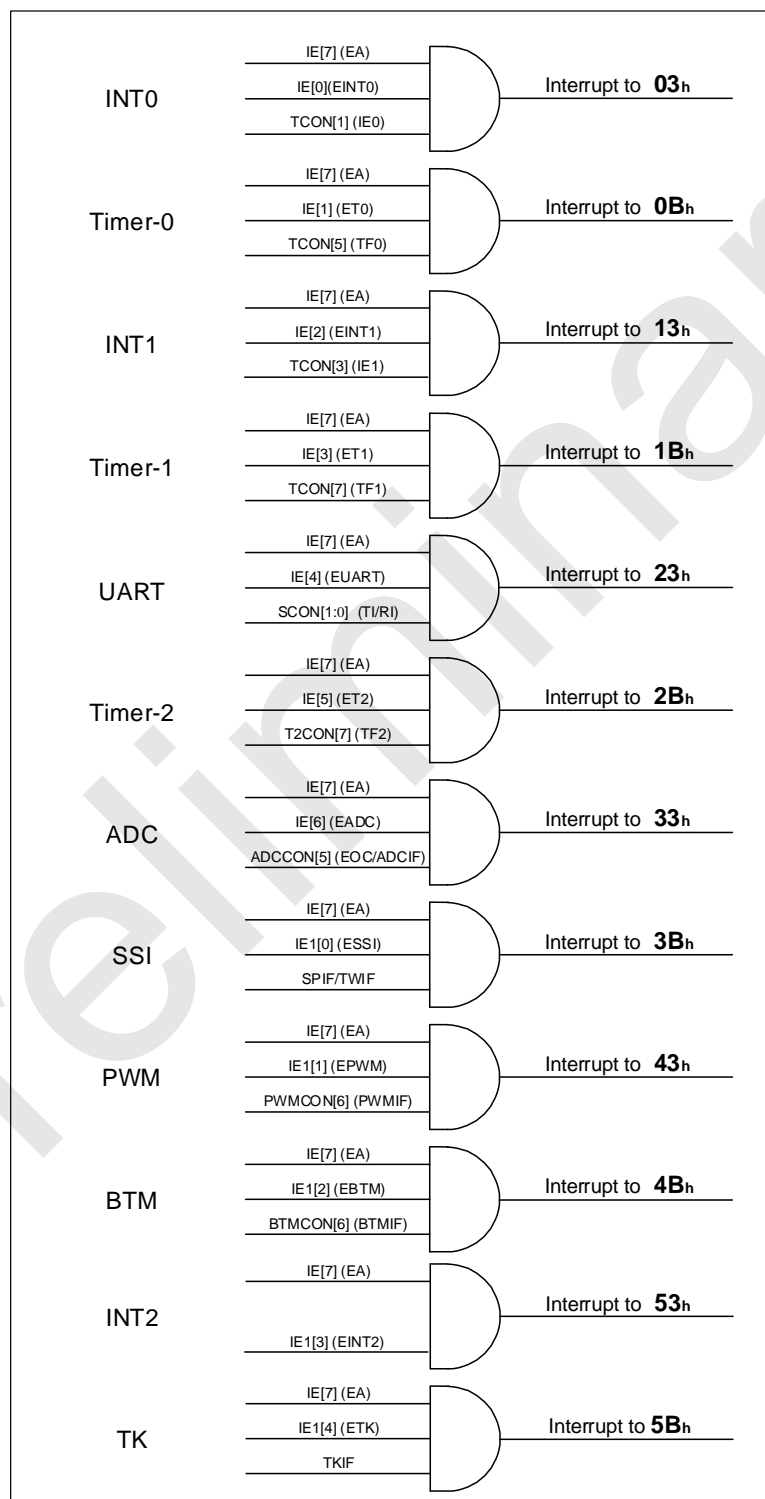 IE[7] (EA)
INT0
IE[0](EINT0)
Interrupt to 03h
TCON[1] (IE0)
IE[7] (EA)
Timer-0
IE[1] (ET0)
Interrupt to 0Bh
TCON[5] (TF0)
IE[7] (EA)
INT1
IE[2] (EINT1)
Interrupt to 13h
TCON[3] (IE1)
IE[7] (EA)
Timer-1
IE[3] (ET1)
Interrupt to 1Bh
TCON[7] (TF1)
IE[7] (EA)
UART
IE[4] (EUART)
Interrupt to 23h
SCON[1:0] (TI/RI)
IE[7] (EA)
Timer-2
IE[5] (ET2)
Interrupt to 2Bh
T2CON[7] (TF2)
IE[7] (EA)
ADC
IE[6] (EADC)
Interrupt to 33h
ADCCON[5] (EOC/ADCIF)
IE[7] (EA)
SSI
IE1[0] (ESSI)
Interrupt to 3Bh
SPIF/TWIF
IE[7] (EA)
PWM
IE1[1] (EPWM)
Interrupt to 43h
PWMCON[6] (PWMIF)
IE[7] (EA)
BTM
IE1[2] (EBTM)
Interrupt to 4Bh
BTMCON[6] (BTMIF)
IE[7] (EA)
INT2
Interrupt to 53h
IE1[3] (EINT2)
IE[7] (EA)
TK
IE1[4] (ETK)
Interrupt to 5Bh
TKIF